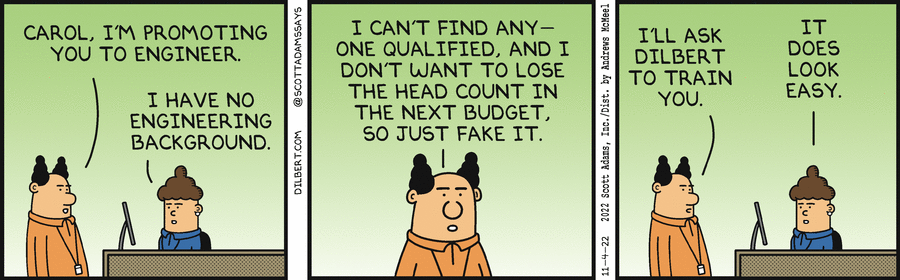 CAROL, I'M PROMOTING
YOU TO ENGINEER.
I HAVE NO
ENGINEERING
BACKGROUND.
DILBERT.COM @SCOTTADAMSSAYS
I CAN'T FIND ANY-
ONE QUALIFIED, AND I
DON'T WANT TO LOSE
THE HEAD COUNT IN
THE NEXT BUDGET,
SO JUST FAKE IT.
11-4-22 2022 Scott Adams, Inc./Dist. by Andrews McMeel
I'LL ASK
DILBERT
TO TRAIN
YOU.
IT
DOES
LOOK
EASY.